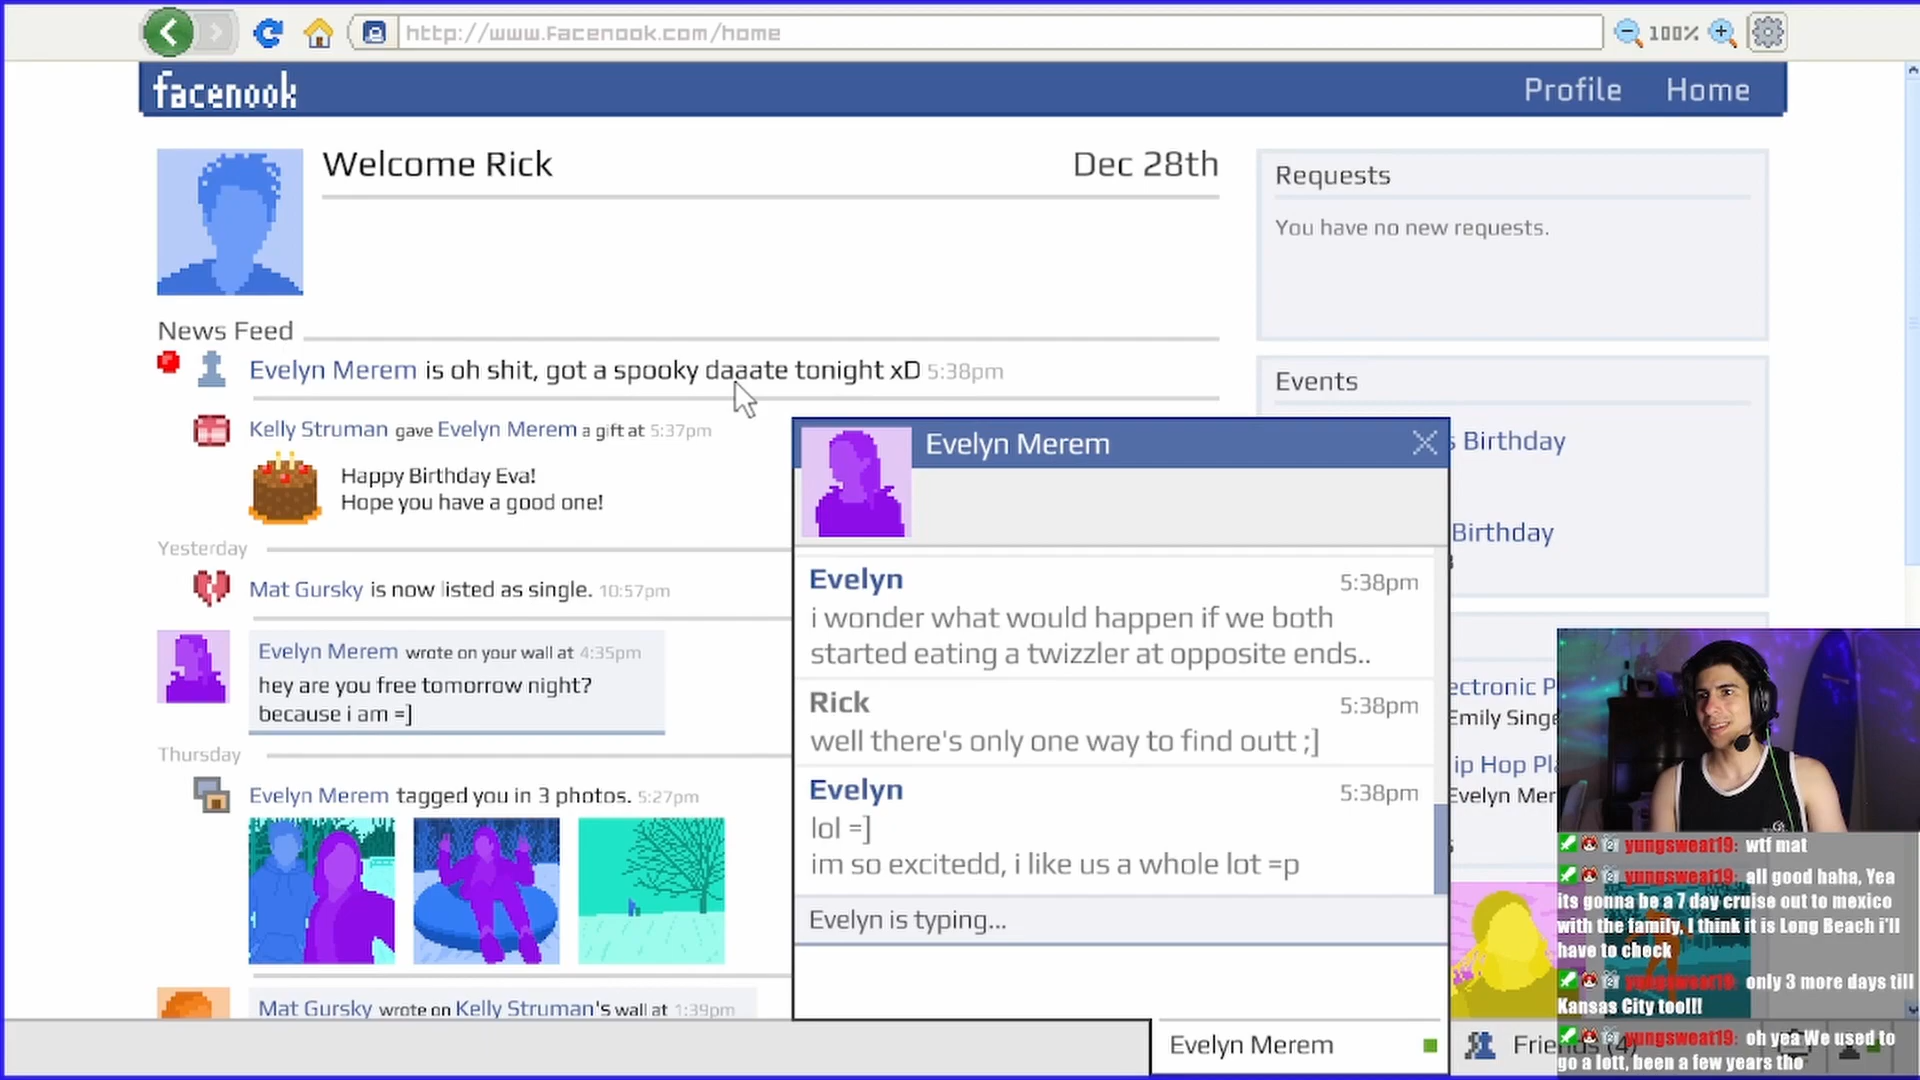 http://www.Facenook.com/home
100%
facenook
Profile Home
Welcome Rick
Dec 28th
News Feed
Evelyn Merem is oh shit, got a spooky daaate tonight xD 5:38pm
Kelly Struman gave Evelyn Merem a gift at 5:37pm
Happy Birthday Eva!
Hope you have a good one!
Yesterday
Mat Gursky is now listed as single. 10:57pm
Evelyn Merem wrote on your wall at 4:35pm
hey are you free tomorrow night?
because i am =]
Thursday
Evelyn Merem tagged you in 3 photos. 5:27pm
Mat Gursky wrote on Kelly Struman's wall at 1:39pm
Requests
You have no new requests.
Events
s Birthday
Birthday
ectronic P
Emily Singe
ip Hop Pla
Evelyn Mer
Evelyn Merem
Evelyn 5:38pm
i wonder what would happen if we both
started eating a twizzler at opposite ends..
Rick 5:38pm
well there's only one way to find outt ;]
Evelyn 5:38pm
lol =]
im so excitedd, i like us a whole lot =p
Evelyn is typing...
Evelyn Merem
Friends (4)
yungsweat19: wtf mat
yungsweat19: all good haha, Yea
its gonna be a 7 day cruise out to mexico
with the family, I think it is Long Beach i'll
have to check
yungsweat19: only 3 more days till
Kansas City too!!!
yungsweat19: oh yea We used to
go a lott, been a few years tho